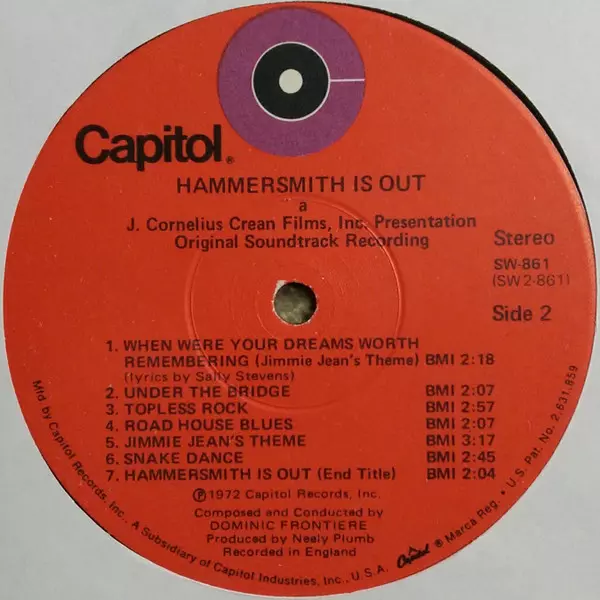 Capitol®
HAMMERSMITH IS OUT
a
J. Cornelius Crean Films, Inc. Presentation
Original Soundtrack Recording
Stereo
SW-861
(SW2-861)
Side 2
1. WHEN WERE YOUR DREAMS WORTH
REMEMBERING (Jimmie Jean's Theme) BMI 2:18
(lyrics by Sally Stevens)
2. UNDER THE BRIDGE BMI 2:07
3. TOPLESS ROCK BMI 2:57
4. ROAD HOUSE BLUES BMI 2:07
5. JIMMIE JEAN'S THEME BMI 3:17
6. SNAKE DANCE BMI 2:45
7. HAMMERSMITH IS OUT (End Title) BMI 2:04
℗1972 Capitol Records, Inc.
Composed and Conducted by
DOMINIC FRONTIERE
Produced by Neely Plumb
Recorded in England
Mfd. by Capitol Records, Inc., A Subsidiary of Capitol Industries, Inc., U.S.A. Capitol ® Marca Reg. • U.S. Pat. No. 2,631,859